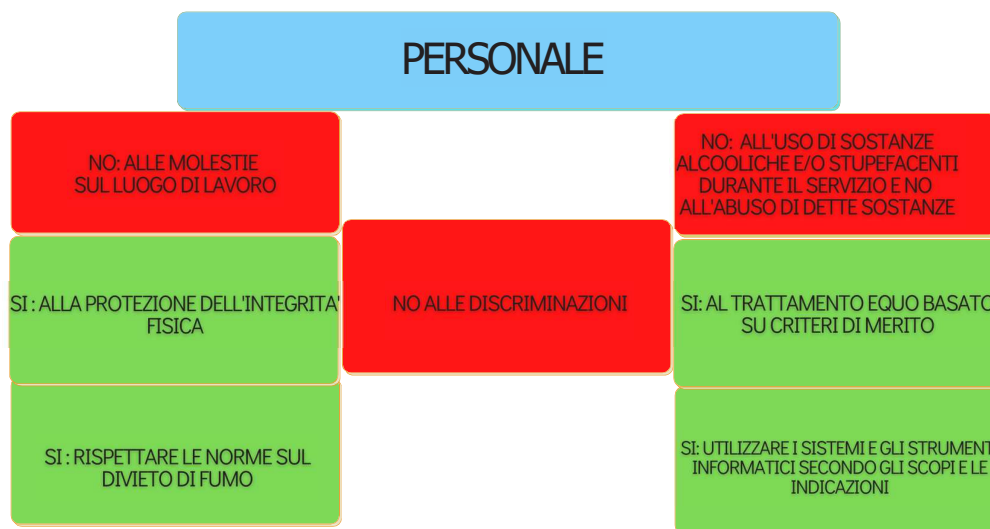 PERSONALE
NO: ALLE MOLESTIE
SUL LUOGO DI LAVORO
SI : ALLA PROTEZIONE DELL'INTEGRITA'
FISICA
SI : RISPETTARE LE NORME SUL
DIVIETO DI FUMO
NO ALLE DISCRIMINAZIONI
NO: ALL'USO DI SOSTANZE
ALCOOLICHE E/O STUPEFACENTI
DURANTE IL SERVIZIO E NO
ALL'ABUSO DI DETTE SOSTANZE
SI: AL TRATTAMENTO EQUO BASATO
SU CRITERI DI MERITO
SI: UTILIZZARE I SISTEMI E GLI STRUMENTI
INFORMATICI SECONDO GLI SCOPI E LE
INDICAZIONI